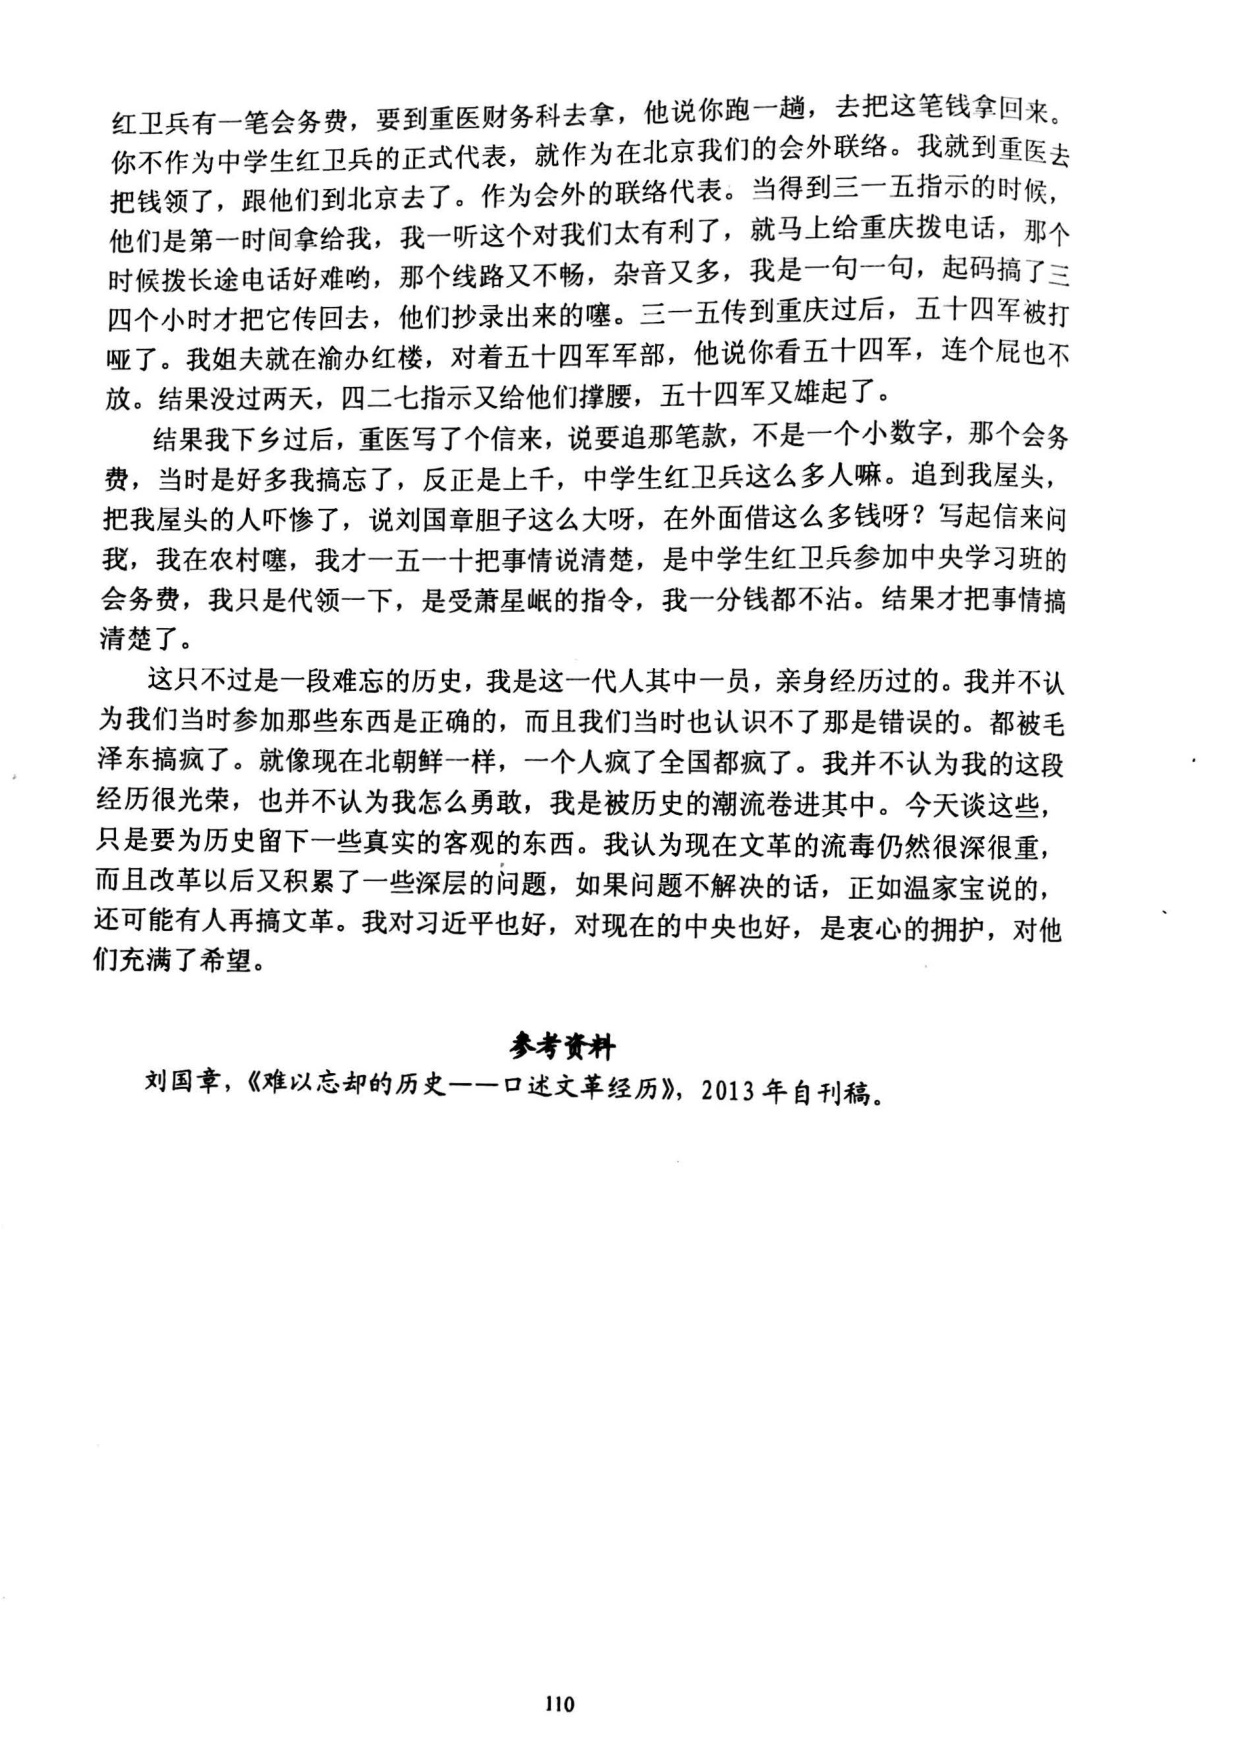 红卫兵有一笔会务费，要到重医财务科去拿，他说你跑一趟，去把这笔钱拿回来。
你不作为中学生红卫兵的正式代表，就作为在北京我们的会外联络。我就到重医去
把钱领了，跟他们到北京去了。作为会外的联络代表。当得到三一五指示的时候，
他们是第一时间拿给我，我一听这个对我们太有利了，就马上给重庆拨电话，那个
时候拨长途电话好难哟，那个线路又不畅，杂音又多，我是一句一句，起码搞了三
四个小时才把它传回去，他们抄录出来的噻。三一五传到重庆过后，五十四军被打
哑了。我姐夫就在渝办红楼，对着五十四军军部，他说你看五十四军，连个屁也不
放。结果没过两天，四二七指示又给他们撑腰，五十四军又雄起了。
结果我下乡过后，重医写了个信来，说要追那笔款，不是一个小数字，那个会务
费，当时是好多我搞忘了，反正是上千，中学生红卫兵这么多人嘛。追到我屋头，
把我屋头的人吓惨了，说刘国章胆子这么大呀，在外面借这么多钱呀？写起信来问
我，我在农村噻，我才一五一十把事情说清楚，是中学生红卫兵参加中央学习班的
会务费，我只是代领一下，是受萧星岷的指令，我一分钱都不沾。结果才把事情搞
清楚了。
这只不过是一段难忘的历史，我是这一代人其中一员，亲身经历过的。我并不认
为我们当时参加那些东西是正确的，而且我们当时也认识不了那是错误的。都被毛
泽东搞疯了。就像现在北朝鲜一样，一个人疯了全国都疯了。我并不认为我的这段
经历很光荣，也并不认为我怎么勇敢，我是被历史的潮流卷进其中。今天谈这些，
只是要为历史留下一些真实的客观的东西。我认为现在文革的流毒仍然很深很重，
而且改革以后又积累了一些深层的问题，如果问题不解决的话，正如温家宝说的，
还可能有人再搞文革。我对习近平也好，对现在的中央也好，是衷心的拥护，对他
们充满了希望。
参考资料
刘国章，《难以忘却的历史——口述文革经历》，2013年自刊稿。
110